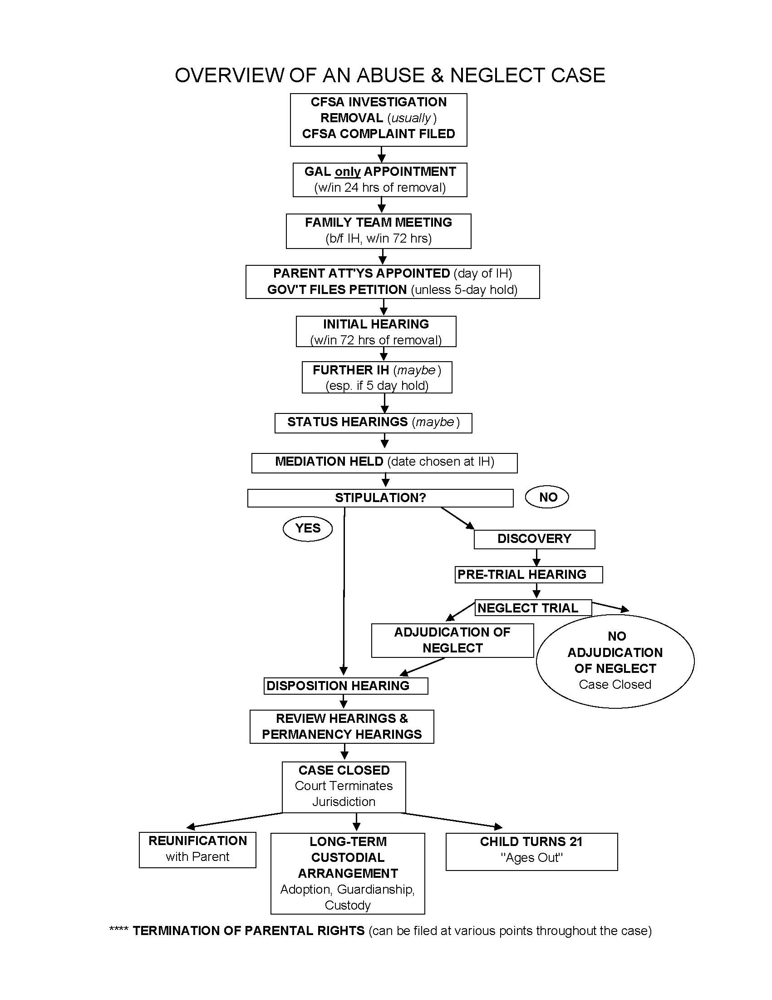 OVERVIEW OF AN ABUSE & NEGLECT CASE
CFSA INVESTIGATION
REMOVAL (usually)
CFSA COMPLAINT FILED
GAL only APPOINTMENT
(w/in 24 hrs of removal)
FAMILY TEAM MEETING
(b/f IH, w/in 72 hrs)
PARENT ATT'YS APPOINTED (day of IH)
GOV'T FILES PETITION (unless 5-day hold)
INITIAL HEARING
(w/in 72 hrs of removal)
FURTHER IH (maybe)
(esp. if 5 day hold)
STATUS HEARINGS (maybe)
MEDIATION HELD (date chosen at IH)
STIPULATION?
NO
YES
DISCOVERY
PRE-TRIAL HEARING
NEGLECT TRIAL
ADJUDICATION OF
NEGLECT
NO
ADJUDICATION
OF NEGLECT
Case Closed
DISPOSITION HEARING
REVIEW HEARINGS &
PERMANENCY HEARINGS
CASE CLOSED
Court Terminates
Jurisdiction
REUNIFICATION
with Parent
LONG-TERM
CUSTODIAL
ARRANGEMENT
Adoption, Guardianship,
Custody
CHILD TURNS 21
"Ages Out"
**** TERMINATION OF PARENTAL RIGHTS (can be filed at various points throughout the case)